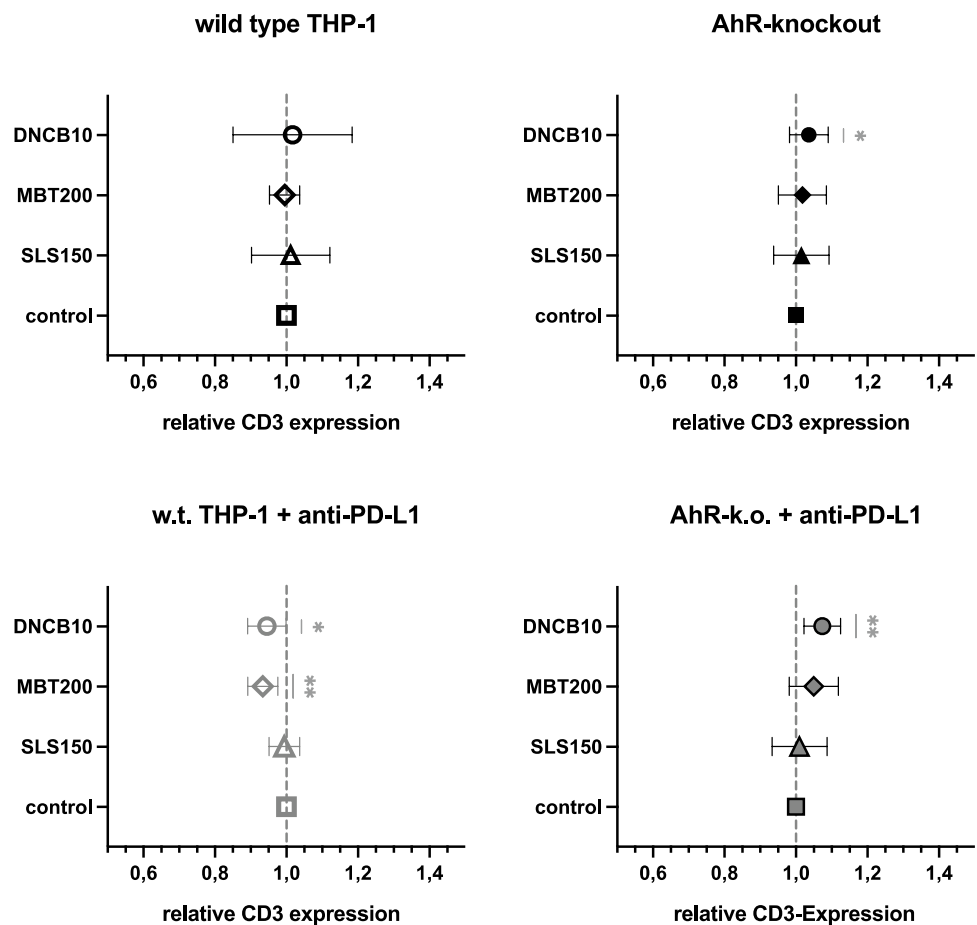 wild type THP-1
DNCB10
MBT200
SLS150
control
0,6 0,8 1,0 1,2 1,4
relative CD3 expression
AhR-knockout
DNCB10 *
MBT200
SLS150
control
0,6 0,8 1,0 1,2 1,4
relative CD3 expression
w.t. THP-1 + anti-PD-L1
DNCB10 *
MBT200 **
SLS150
control
0,6 0,8 1,0 1,2 1,4
relative CD3 expression
AhR-k.o. + anti-PD-L1
DNCB10 **
MBT200
SLS150
control
0,6 0,8 1,0 1,2 1,4
relative CD3-Expression